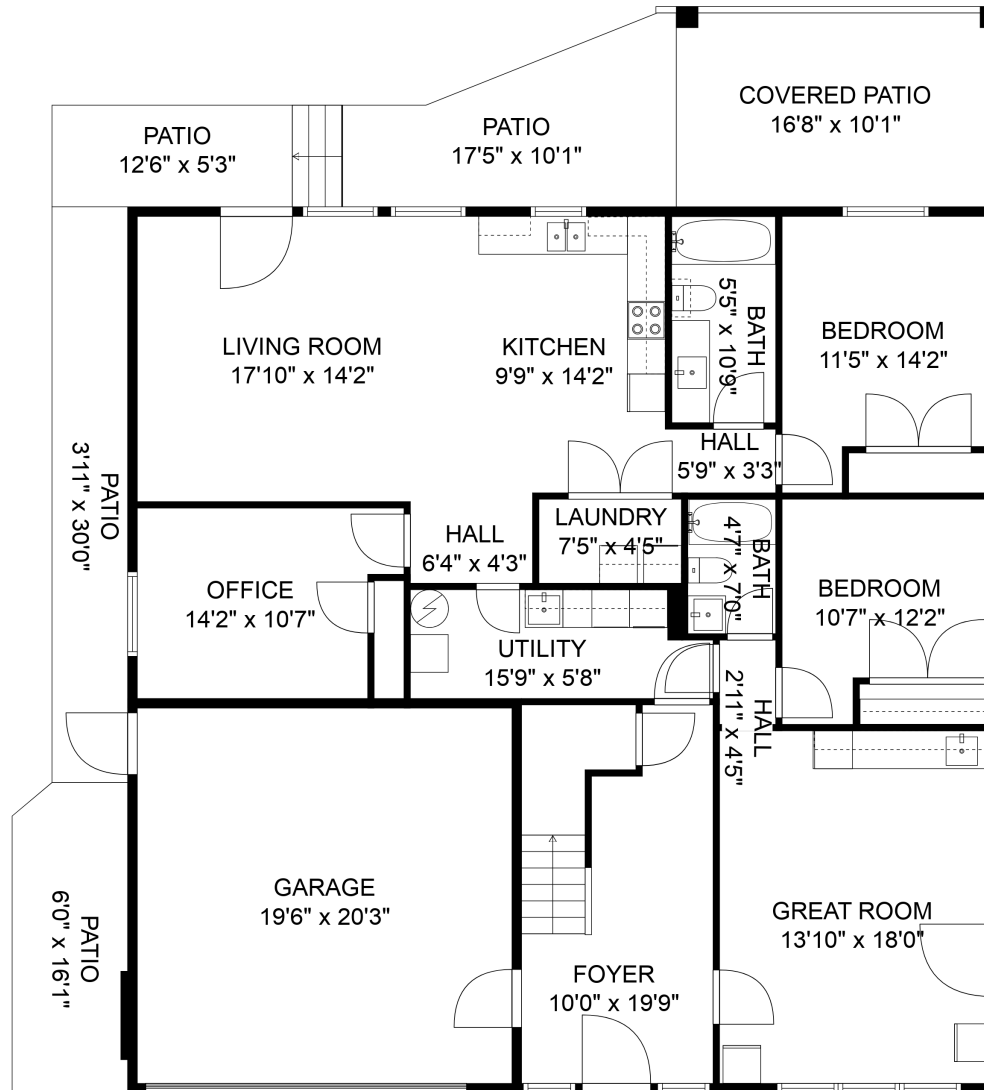 COVERED PATIO
16'8" x 10'1"
PATIO
12'6" x 5'3"
PATIO
17'5" x 10'1"
LIVING ROOM
17'10" x 14'2"
KITCHEN
9'9" x 14'2"
BATH
5'5" x 10'9"
BEDROOM
11'5" x 14'2"
HALL
5'9" x 3'3"
PATIO
3'11" x 30'0"
HALL
6'4" x 4'3"
LAUNDRY
7'5" x 4'5"
BATH
4'7" x 7'0"
OFFICE
14'2" x 10'7"
BEDROOM
10'7" x 12'2"
UTILITY
15'9" x 5'8"
HALL
2'11" x 4'5"
GARAGE
19'6" x 20'3"
GREAT ROOM
13'10" x 18'0"
PATIO
6'0" x 16'1"
FOYER
10'0" x 19'9"